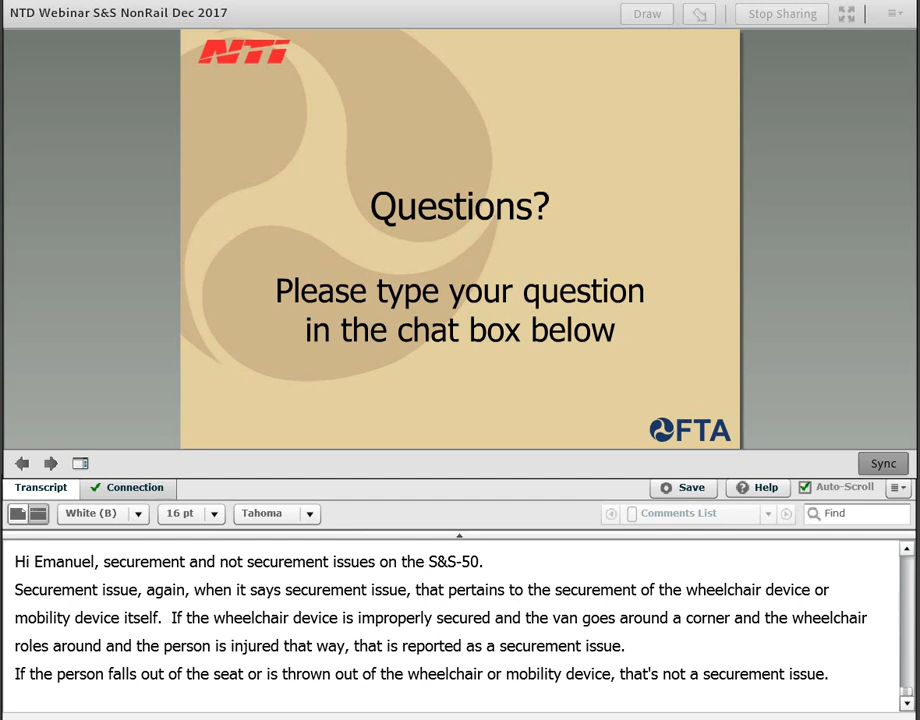 NTD Webinar S&S NonRail Dec 2017
Draw
Stop Sharing
NTI
Questions?
Please type your question
in the chat box below
FTA
Sync
Transcript
Connection
Save
Help
Auto-Scroll
White (B)
16 pt
Tahoma
Comments List
Find
Hi Emanuel, securement and not securement issues on the S&S-50.
Securement issue, again, when it says securement issue, that pertains to the securement of the wheelchair device or
mobility device itself.  If the wheelchair device is improperly secured and the van goes around a corner and the wheelchair
roles around and the person is injured that way, that is reported as a securement issue.
If the person falls out of the seat or is thrown out of the wheelchair or mobility device, that's not a securement issue.